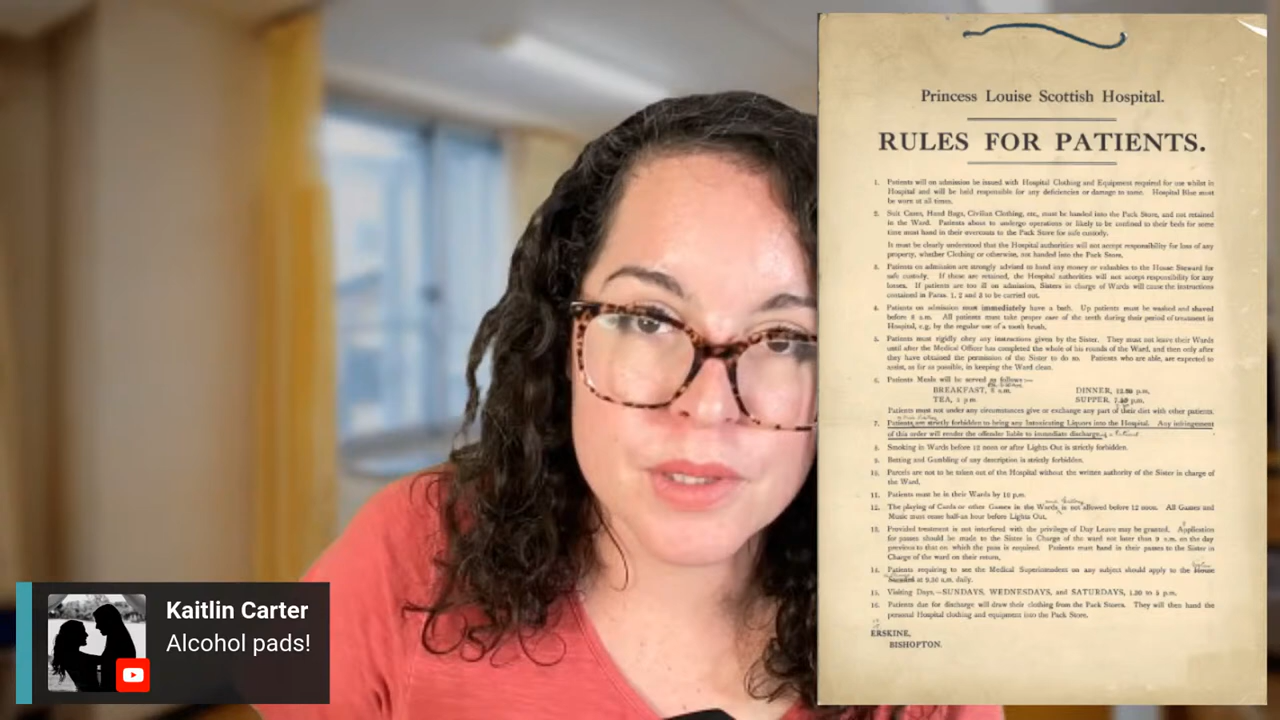 Princess Louise Scottish Hospital.
RULES FOR PATIENTS.
1. Patients will on admission be issued with Hospital Clothing and Equipment required for use whilst in
Hospital and will be held responsible for any deficiencies or damage to same. Hospital Blue must
be worn at all times.
2. Suit Cases, Hand Bags, Civilian Clothing, etc., must be handed into the Pack Store, and not retained
in the Ward. Patients about to undergo operations or likely to be confined to their beds for some
time must hand in their overcoats to the Pack Store for safe custody.
It must be clearly understood that the Hospital authorities will not accept responsibility for loss of any
property, whether Clothing or otherwise, not handed into the Pack Store.
3. Patients on admission are strongly advised to hand any money or valuables to the House Steward for
safe custody. If these are retained, the Hospital authorities will not accept responsibility for any
losses. If patients are too ill on admission, Sisters in charge of Wards will cause the instructions
contained in Paras. 1, 2 and 3 to be carried out.
4. Patients on admission must immediately have a bath. Up patients must be washed and shaved
before 8 a.m. All patients must take proper care of the teeth during their period of treatment in
Hospital, e.g. by the regular use of a tooth brush.
5. Patients must rigidly obey any instructions given by the Sister. They must not leave their Wards
until after the Medical Officer has completed the whole of his rounds of the Ward, and then only after
they have obtained the permission of the Sister to do so. Patients who are able, are expected to
assist, as far as possible, in keeping the Ward clean.
6. Patients Meals will be served as follows:—
BREAKFAST, 8 a.m. DINNER, p.m.
TEA, p.m. SUPPER, p.m.
Patients must not under any circumstances give or exchange any part of their diet with other patients.
7. Patients are strictly forbidden to bring any Intoxicating Liquors into the Hospital. Any infringement
of this order will render the offender liable to immediate discharge.
8. Smoking in Wards before 12 noon or after Lights Out is strictly forbidden.
9. Betting and Gambling of any description is strictly forbidden.
10. Parcels are not to be taken out of the Hospital without the written authority of the Sister in charge of
the Ward.
11. Patients must be in their Wards by 10 p.m.
12. The playing of Cards or other Games in the Wards is not allowed before 12 noon. All Games and
Music must cease half-an hour before Lights Out.
13. Provided treatment is not interfered with the privilege of Day Leave may be granted. Application
for passes should be made to the Sister in Charge of the ward not later than 9 a.m. on the day
previous to that on which the pass is required. Patients must hand in their passes to the Sister in
Charge of the ward on their return.
14. Patients requiring to see the Medical Superintendent on any subject should apply to the House
Steward at 9.30 a.m. daily.
15. Visiting Days.—SUNDAYS, WEDNESDAYS, and SATURDAYS, 1.30 to 5 p.m.
16. Patients due for discharge will draw their clothing from the Pack Stores. They will then hand the
personal Hospital clothing and equipment into the Pack Store.
ERSKINE,
BISHOPTON.
Kaitlin Carter
Alcohol pads!